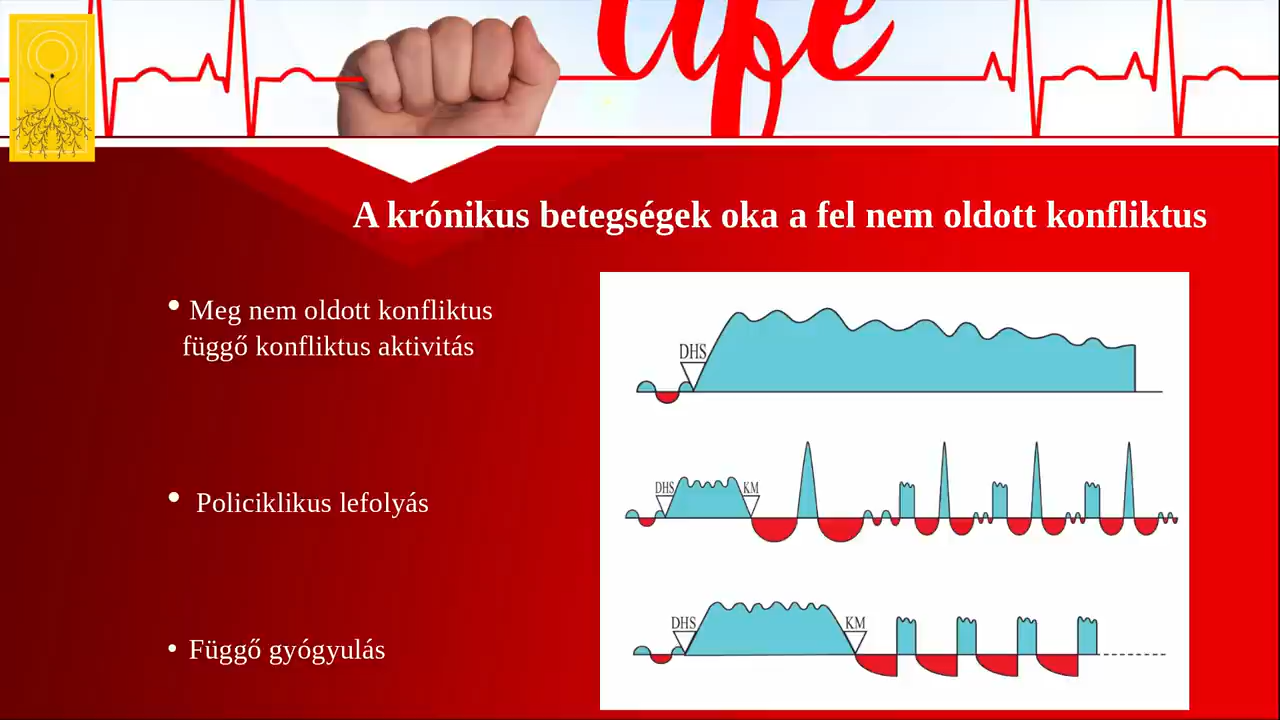 life
A krónikus betegségek oka a fel nem oldott konfliktus
• Meg nem oldott konfliktus
függő konfliktus aktivitás
DHS
• Policiklikus lefolyás
DHS KM
DHS KM
• Függő gyógyulás